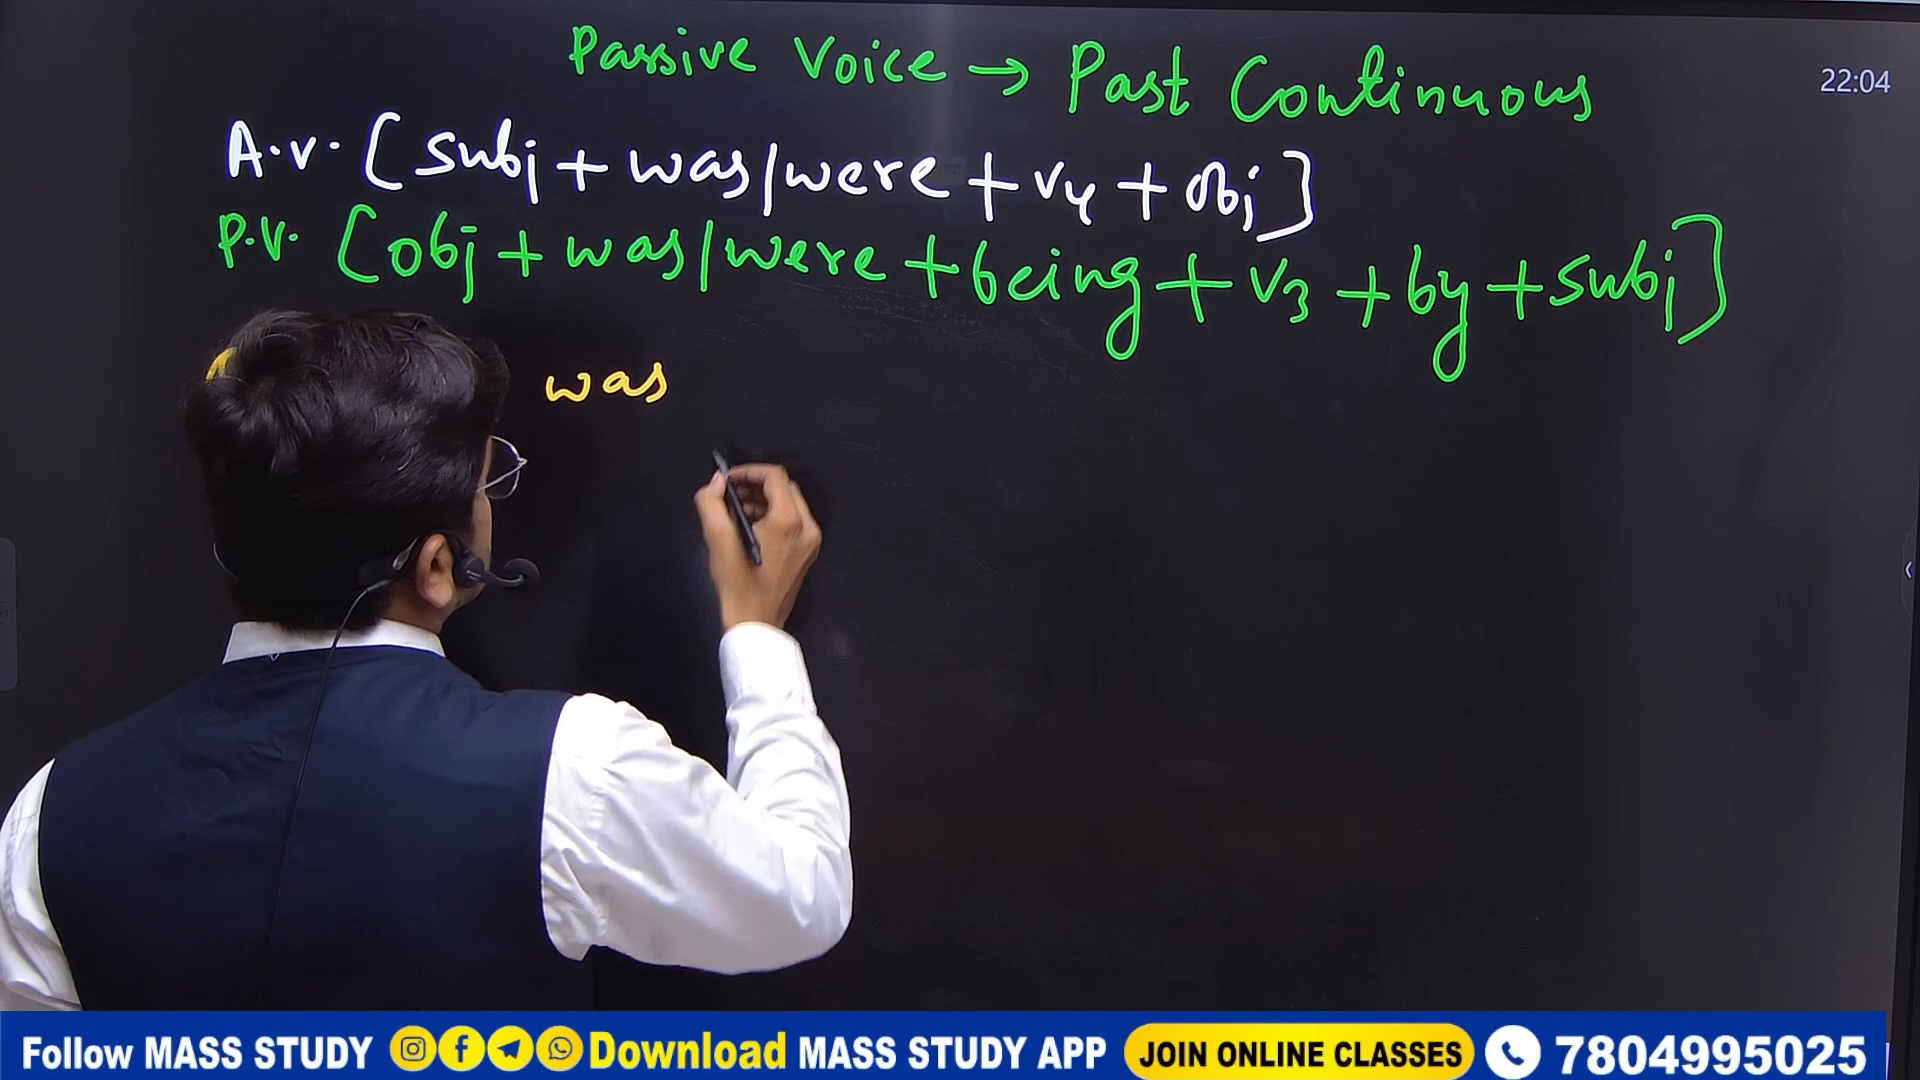 Passive Voice → Past Continuous
22:04
A.V. [subj + was/were + V4 + obj]
P.V. [obj + was/were + being + V3 + by + subj]
was
Follow MASS STUDY Download MASS STUDY APP JOIN ONLINE CLASSES 7804995025